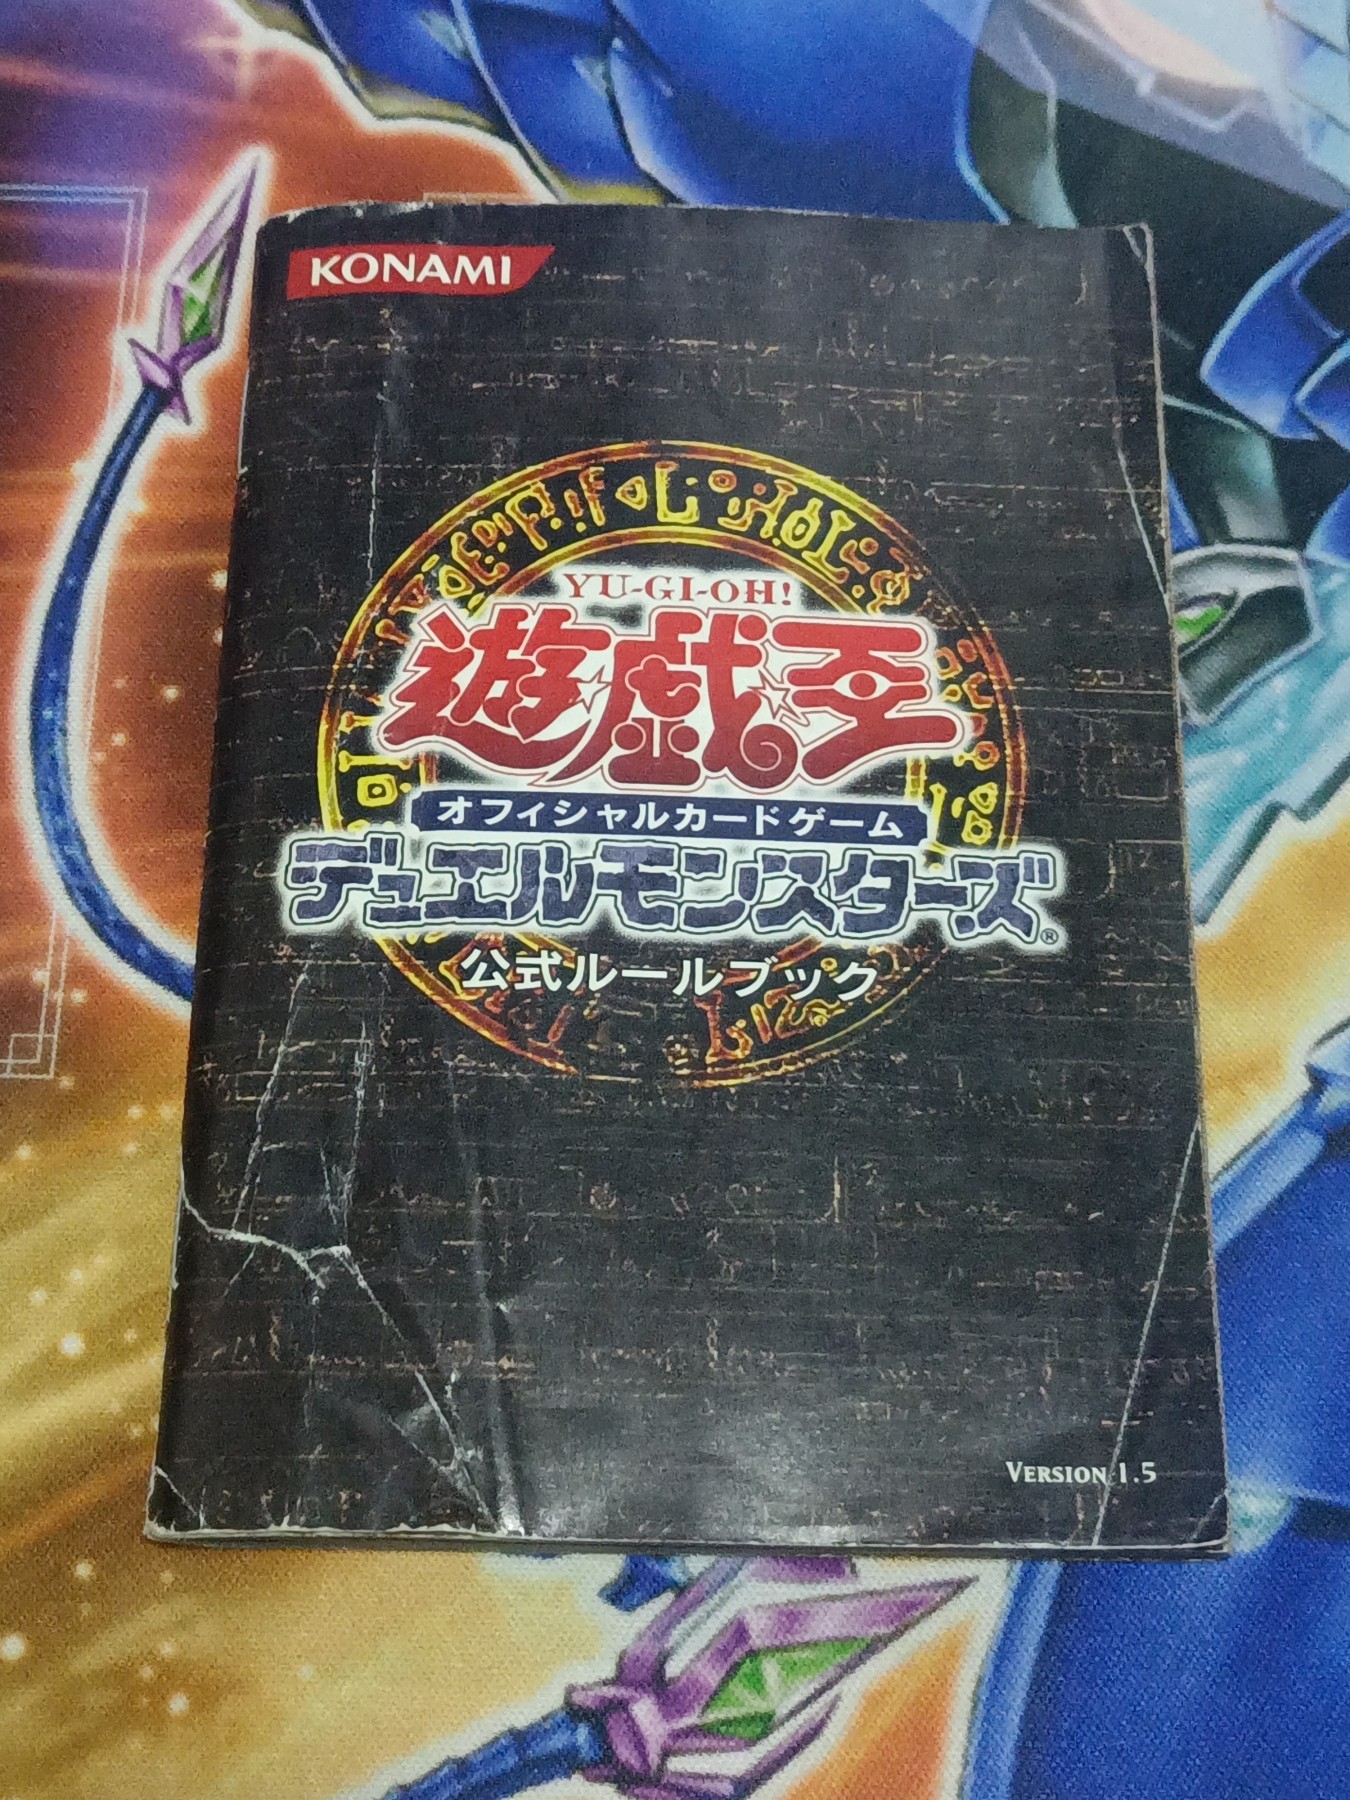 KONAMI
YU-GI-OH!
遊戯王
オフィシャルカードゲーム
デュエルモンスターズ®
公式ルールブック
VERSION 1.5